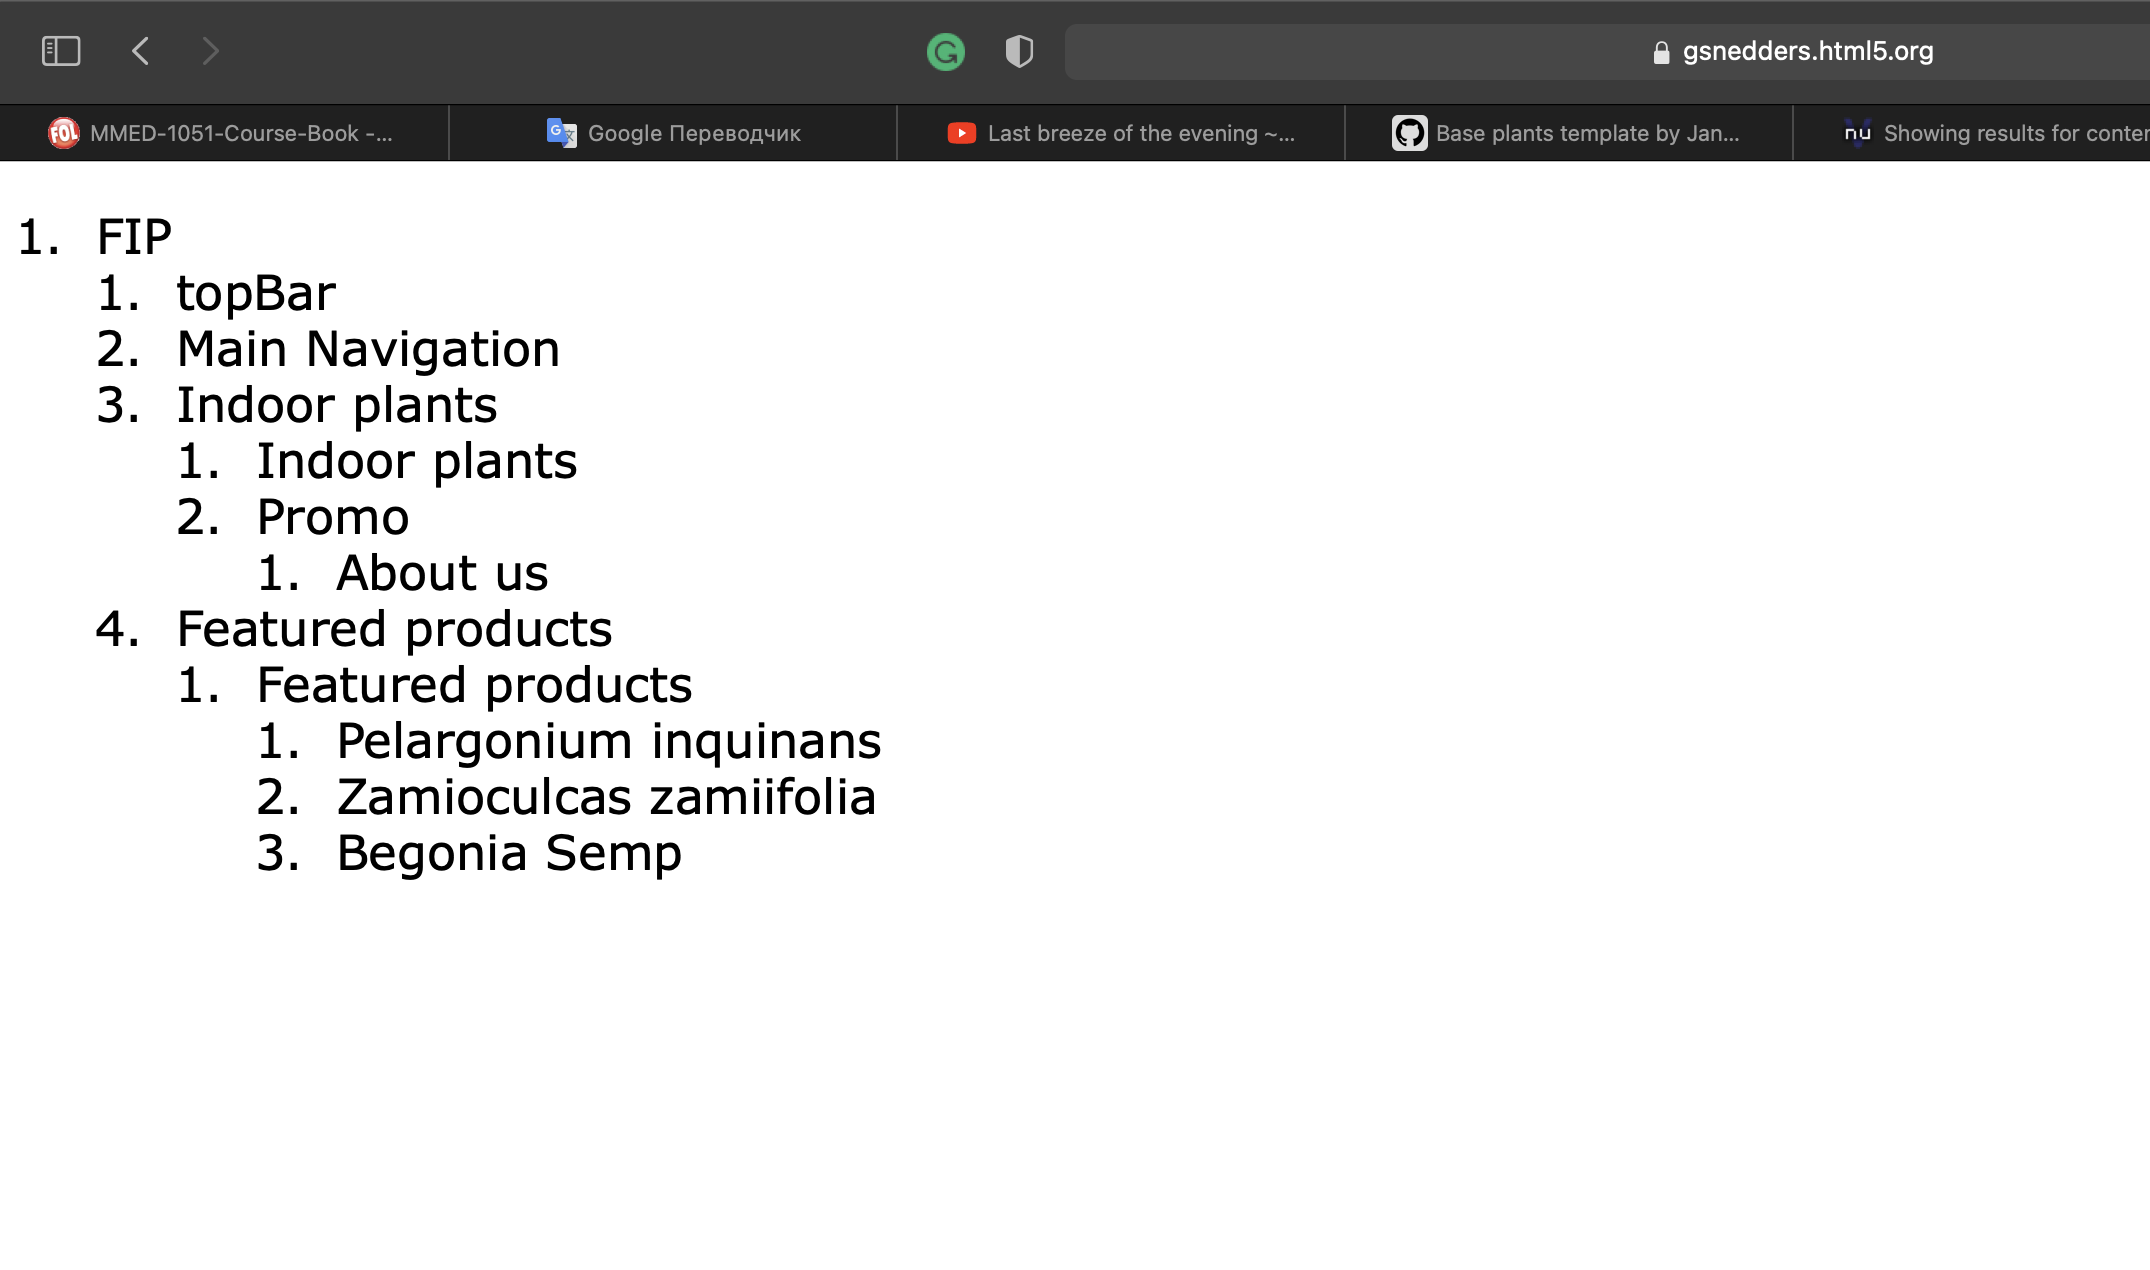 gsnedders.html5.org
MMED-1051-Course-Book -...
Google Переводчик
Last breeze of the evening ~...
Base plants template by Jan...
nu Showing results for conter
1. FIP
1. topBar
2. Main Navigation
3. Indoor plants
1. Indoor plants
2. Promo
1. About us
4. Featured products
1. Featured products
1. Pelargonium inquinans
2. Zamioculcas zamiifolia
3. Begonia Semp